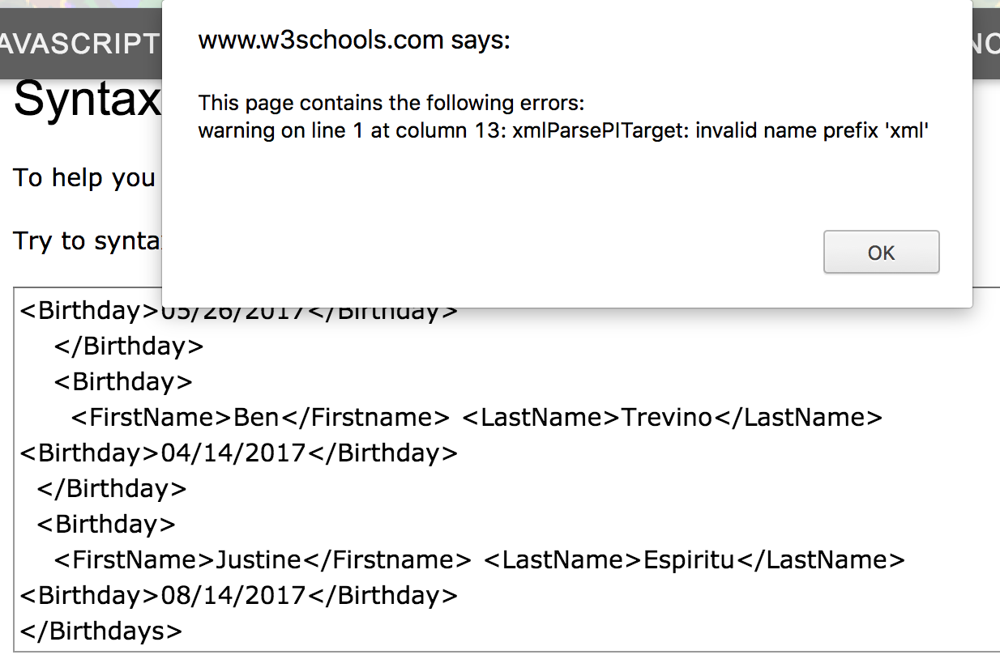 AVASCRIPT
www.w3schools.com says:
Syntax
This page contains the following errors:
warning on line 1 at column 13: xmlParsePITarget: invalid name prefix 'xml'
To help you
Try to synta
OK
<Birthday>05/26/2017</Birthday>
</Birthday>
<Birthday>
<FirstName>Ben</Firstname> <LastName>Trevino</LastName>
<Birthday>04/14/2017</Birthday>
</Birthday>
<Birthday>
<FirstName>Justine</Firstname> <LastName>Espiritu</LastName>
<Birthday>08/14/2017</Birthday>
</Birthdays>